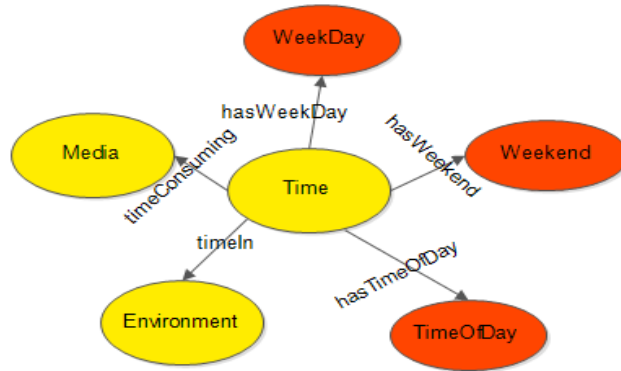 WeekDay
hasWeekDay
hasWeekend
Media
Weekend
timeConsuming
Time
timeIn
hasTimeOfDay
Environment
TimeOfDay